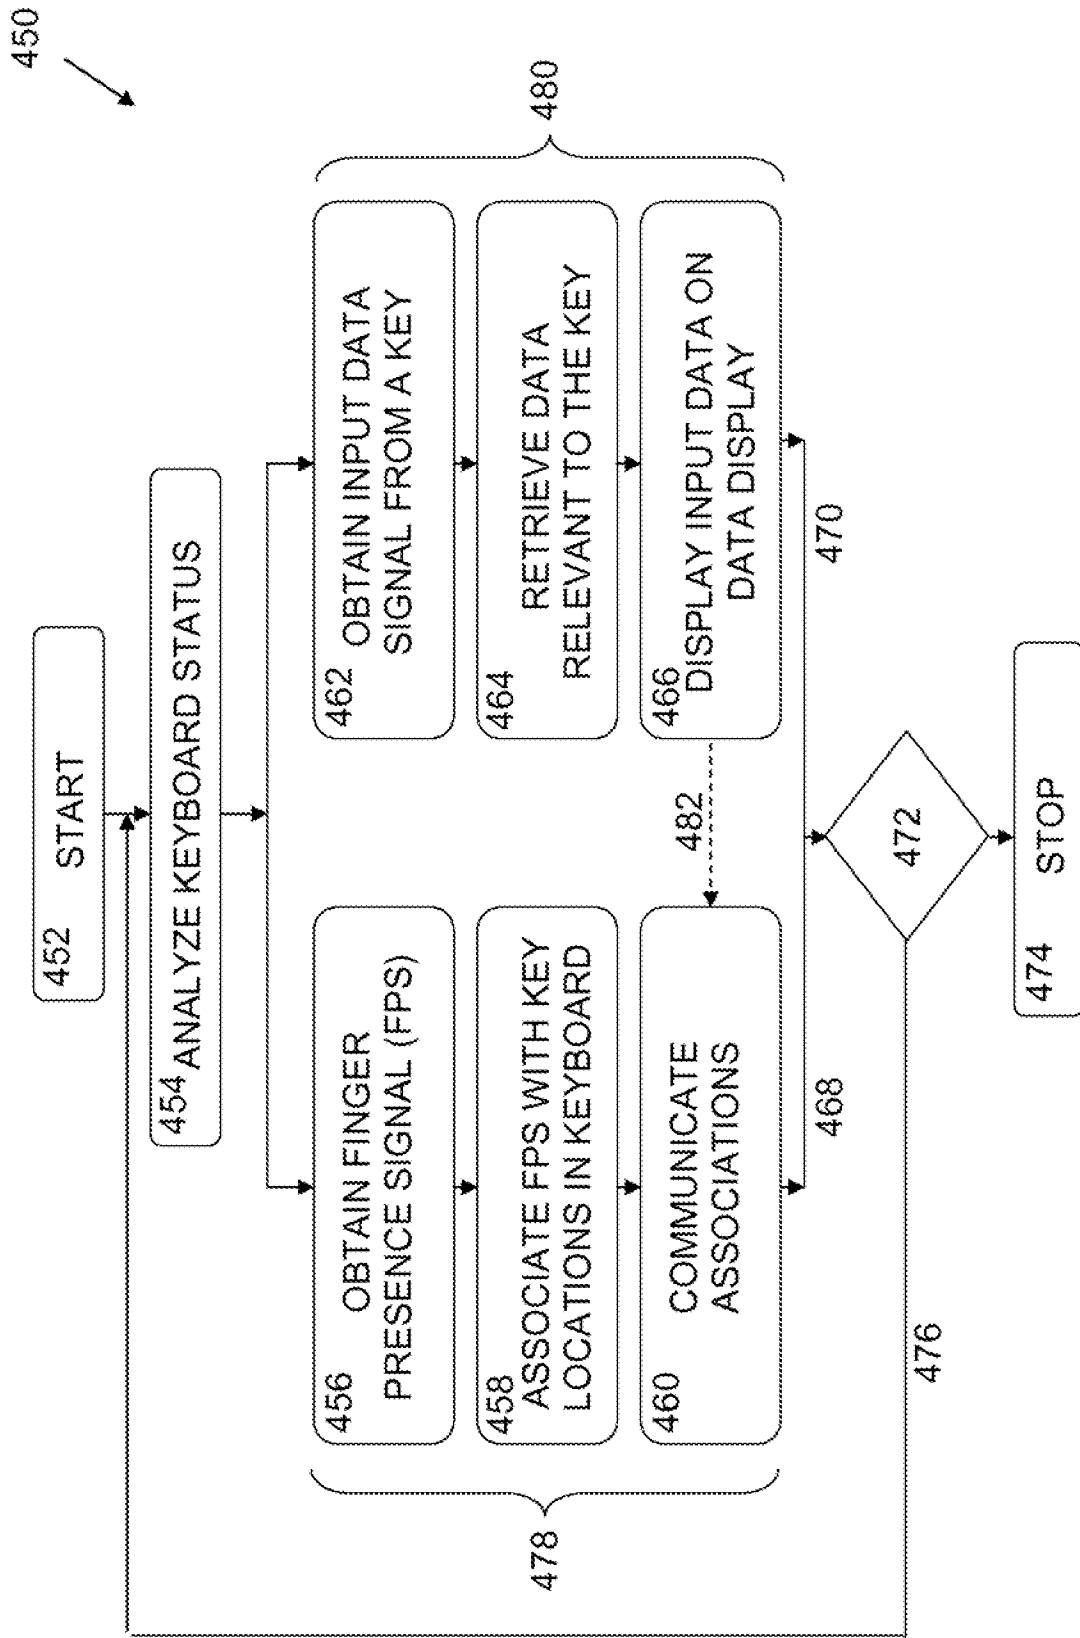 450
452 START
454 ANALYZE KEYBOARD STATUS
456
OBTAIN FINGER
PRESENCE SIGNAL (FPS)
458
ASSOCIATE FPS WITH KEY
LOCATIONS IN KEYBOARD
460
COMMUNICATE
ASSOCIATIONS
478
462
OBTAIN INPUT DATA
SIGNAL FROM A KEY
464
RETRIEVE DATA
RELEVANT TO THE KEY
466
DISPLAY INPUT DATA ON
DATA DISPLAY
480
482
468
470
472
476
474 STOP